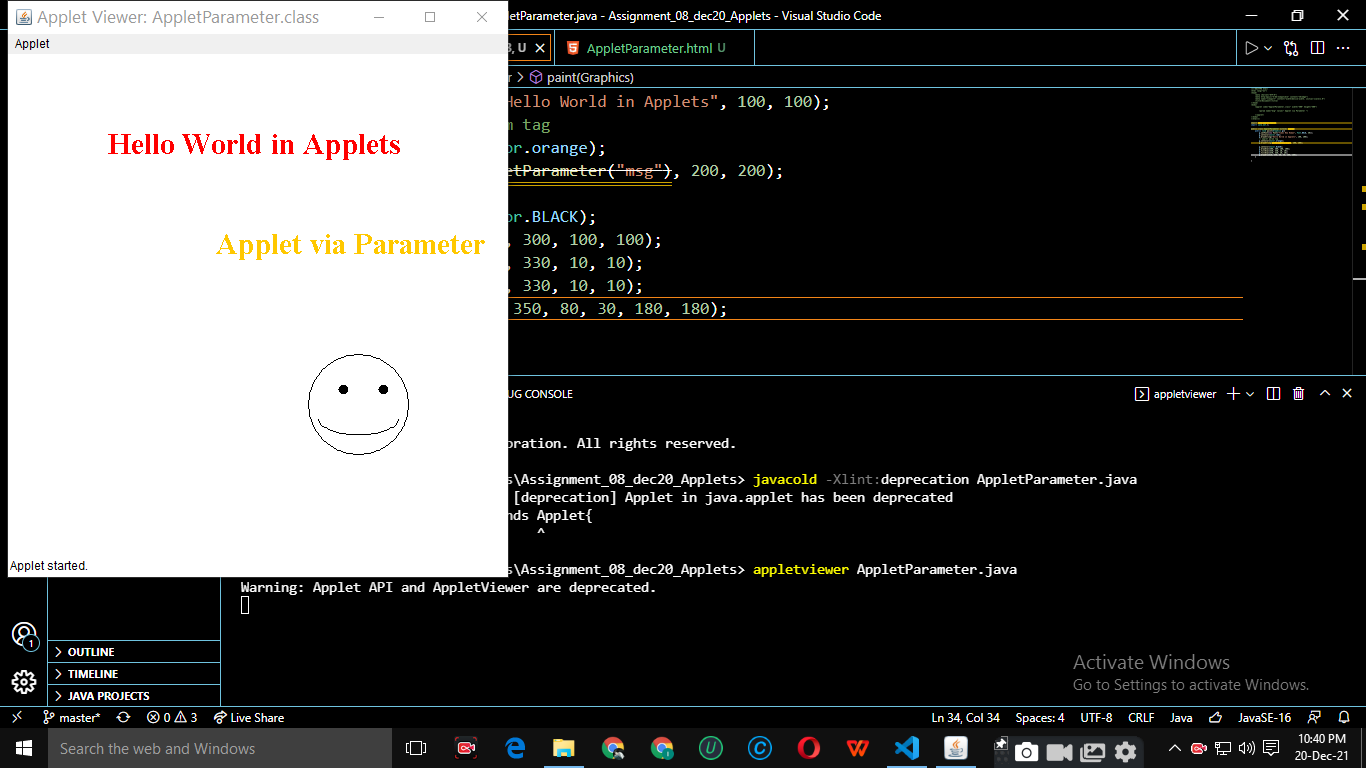 Applet Viewer: AppletParameter.class
Applet
Hello World in Applets
Applet via Parameter
Applet started.
letParameter.java - Assignment_08_dec20_Applets - Visual Studio Code
3, U
AppletParameter.html U
r > paint(Graphics)
Hello World in Applets", 100, 100);
m tag
or.orange);
etParameter("msg"), 200, 200);
or.BLACK);
, 300, 100, 100);
, 330, 10, 10);
, 330, 10, 10);
350, 80, 30, 180, 180);
UG CONSOLE
appletviewer
oration. All rights reserved.
s\Assignment_08_dec20_Applets> javacold -Xlint:deprecation AppletParameter.java
[deprecation] Applet in java.applet has been deprecated
nds Applet{
^
s\Assignment_08_dec20_Applets> appletviewer AppletParameter.java
Warning: Applet API and AppletViewer are deprecated.
1
OUTLINE
TIMELINE
JAVA PROJECTS
Activate Windows
Go to Settings to activate Windows.
master* 0 3 Live Share Ln 34, Col 34 Spaces: 4 UTF-8 CRLF Java JavaSE-16
Search the web and Windows
10:40 PM
20-Dec-21